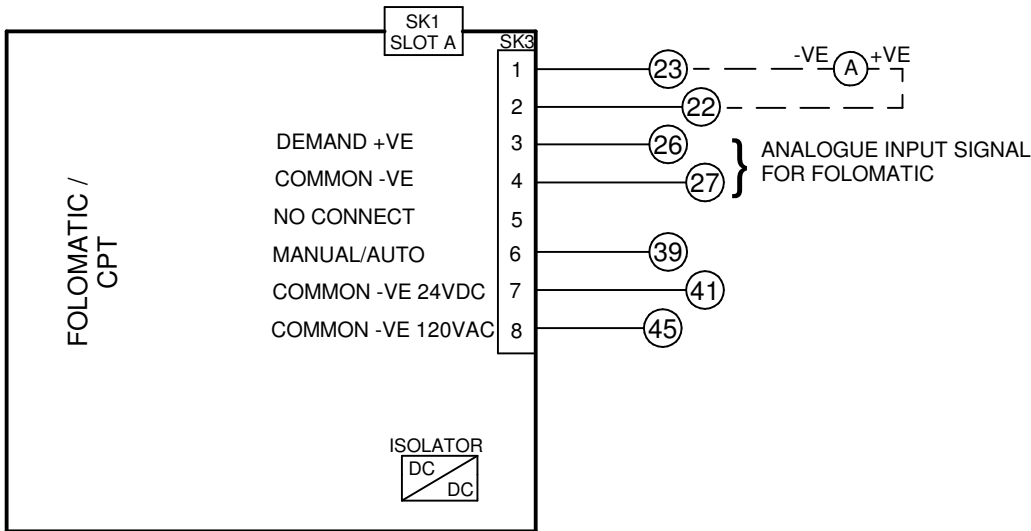 SK1
SLOT A
SK3
1
23
-VE
A
+VE
2
22
DEMAND +VE
3
26
COMMON -VE
4
27
ANALOGUE INPUT SIGNAL
FOR FOLOMATIC
NO CONNECT
5
MANUAL/AUTO
6
39
COMMON -VE 24VDC
7
41
COMMON -VE 120VAC
8
45
FOLOMATIC /
CPT
ISOLATOR
DC
DC